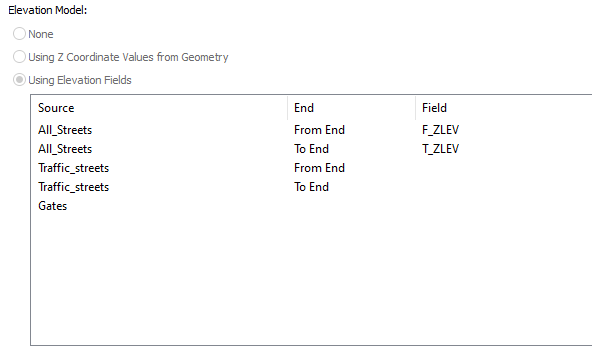 Elevation Model:
None
Using Z Coordinate Values from Geometry
Using Elevation Fields
Source End Field
All_Streets From End F_ZLEV
All_Streets To End T_ZLEV
Traffic_streets From End
Traffic_streets To End
Gates